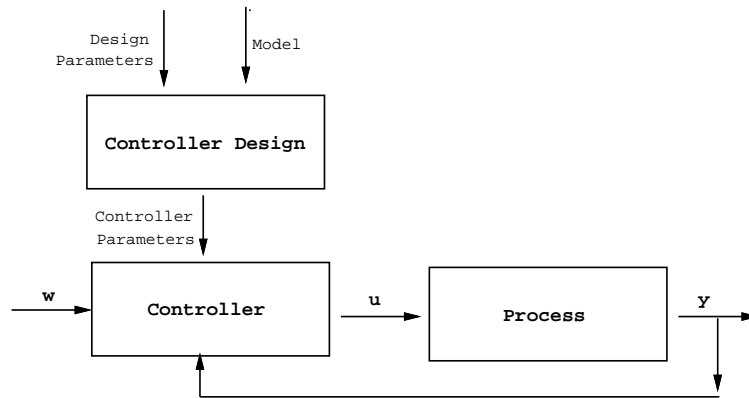 Design
Parameters
Model
Controller Design
Controller
Parameters
w
Controller
u
Process
y